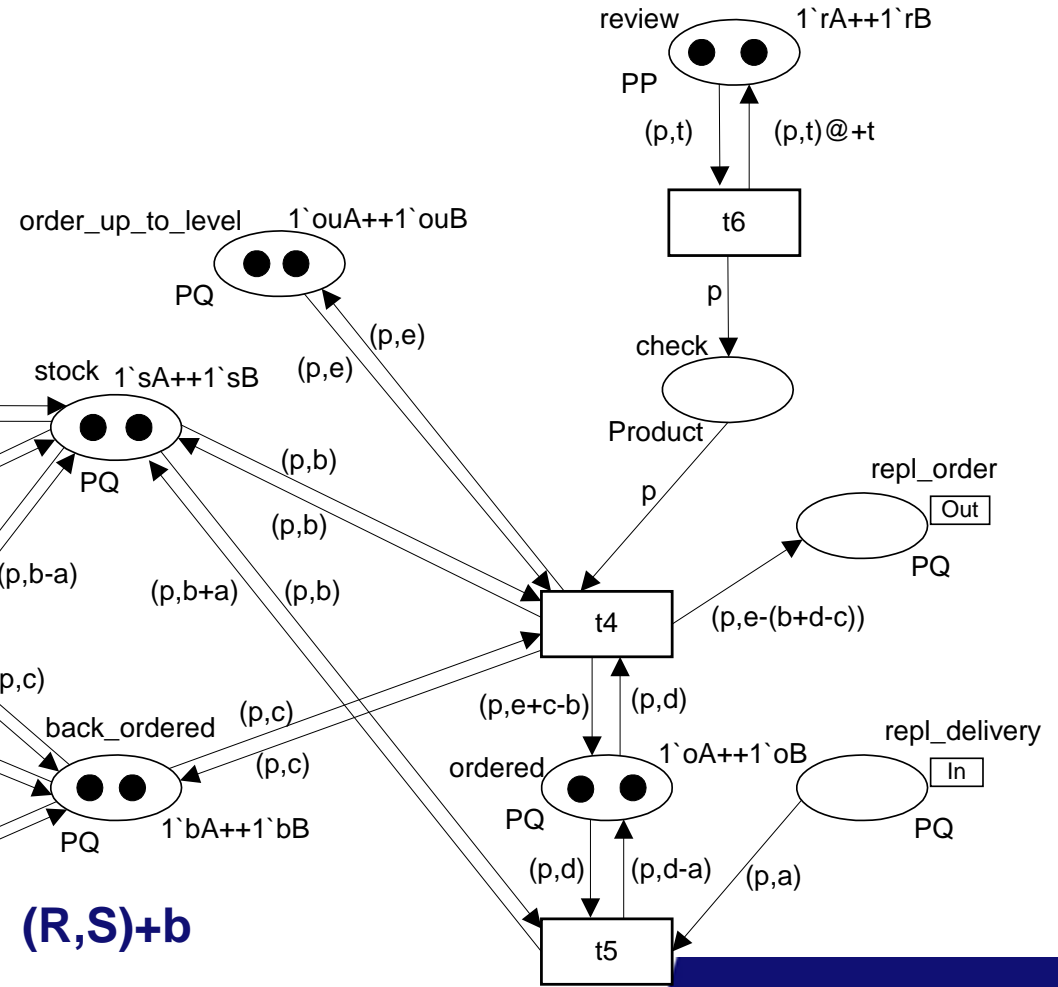 review 1`rA++1`rB
PP
(p,t) (p,t)@+t
t6
order_up_to_level 1`ouA++1`ouB
PQ
p
(p,e)
(p,e)
check
stock 1`sA++1`sB
Product
PQ
(p,b)
p
repl_order
Out
(p,b)
PQ
(p,b-a)
(p,b+a) (p,b)
t4
(p,e-(b+d-c))
p,c)
(p,e+c-b) (p,d)
back_ordered
(p,c)
(p,c)
repl_delivery
ordered 1`oA++1`oB
In
PQ
PQ
1`bA++1`bB
PQ
(p,d) (p,d-a) (p,a)
(R,S)+b
t5